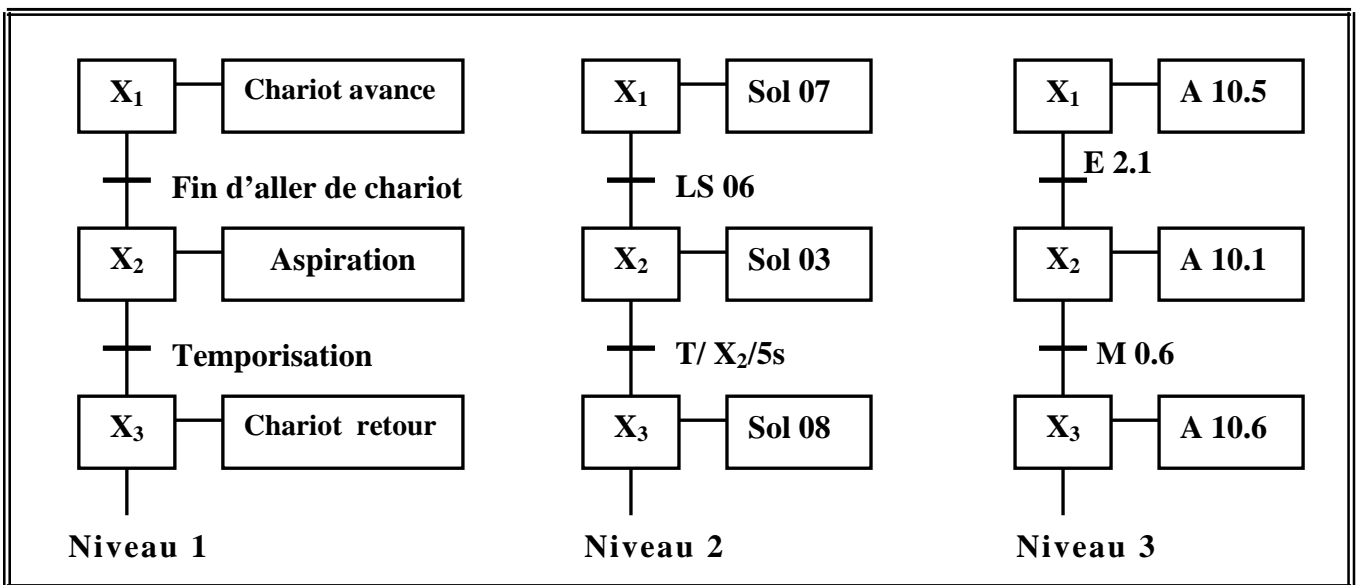 X₁ Chariot avance
Fin d'aller de chariot
X₂ Aspiration
Temporisation
X₃ Chariot retour
Niveau 1
X₁ Sol 07
LS 06
X₂ Sol 03
T/ X₂/5s
X₃ Sol 08
Niveau 2
X₁ A 10.5
E 2.1
X₂ A 10.1
M 0.6
X₃ A 10.6
Niveau 3